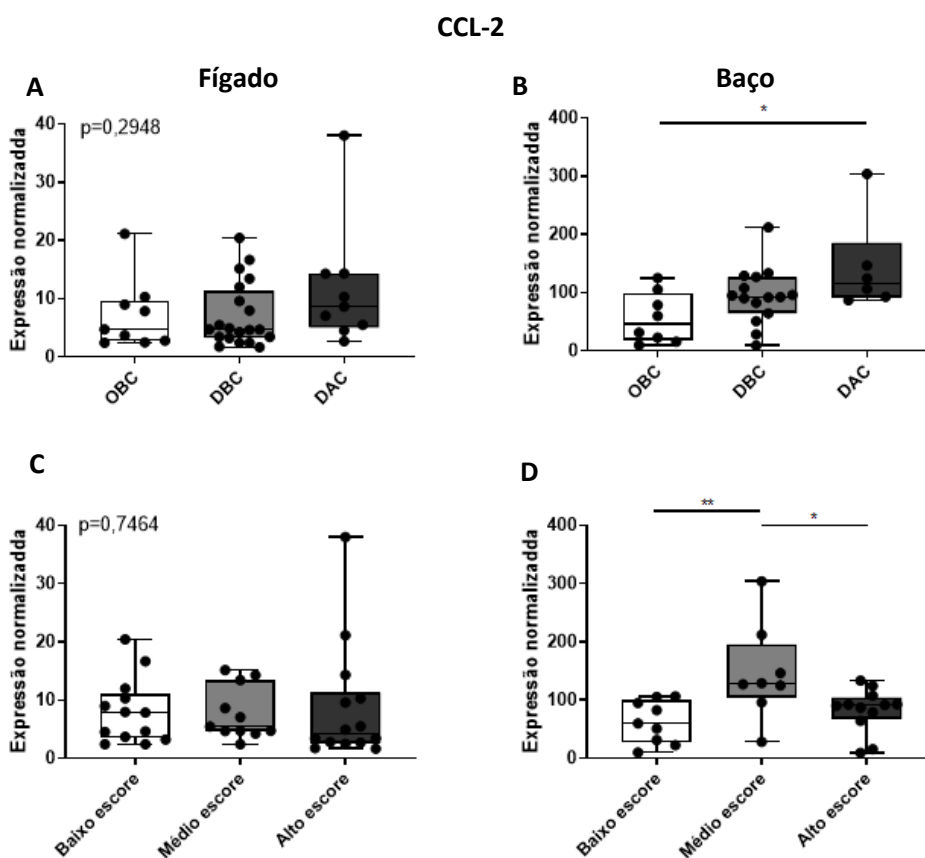 CCL-2
A
Fígado
p=0,2948
Expressão normalizadda
40
30
20
10
0
OBC
DBC
DAC
B
Baço
*
Expressão normalizadda
400
300
200
100
0
OBC
DBC
DAC
C
p=0,7464
Expressão normalizadda
40
30
20
10
0
Baixo escore
Médio escore
Alto escore
D
**
*
Expressão normalizadda
400
300
200
100
0
Baixo escore
Médio escore
Alto escore